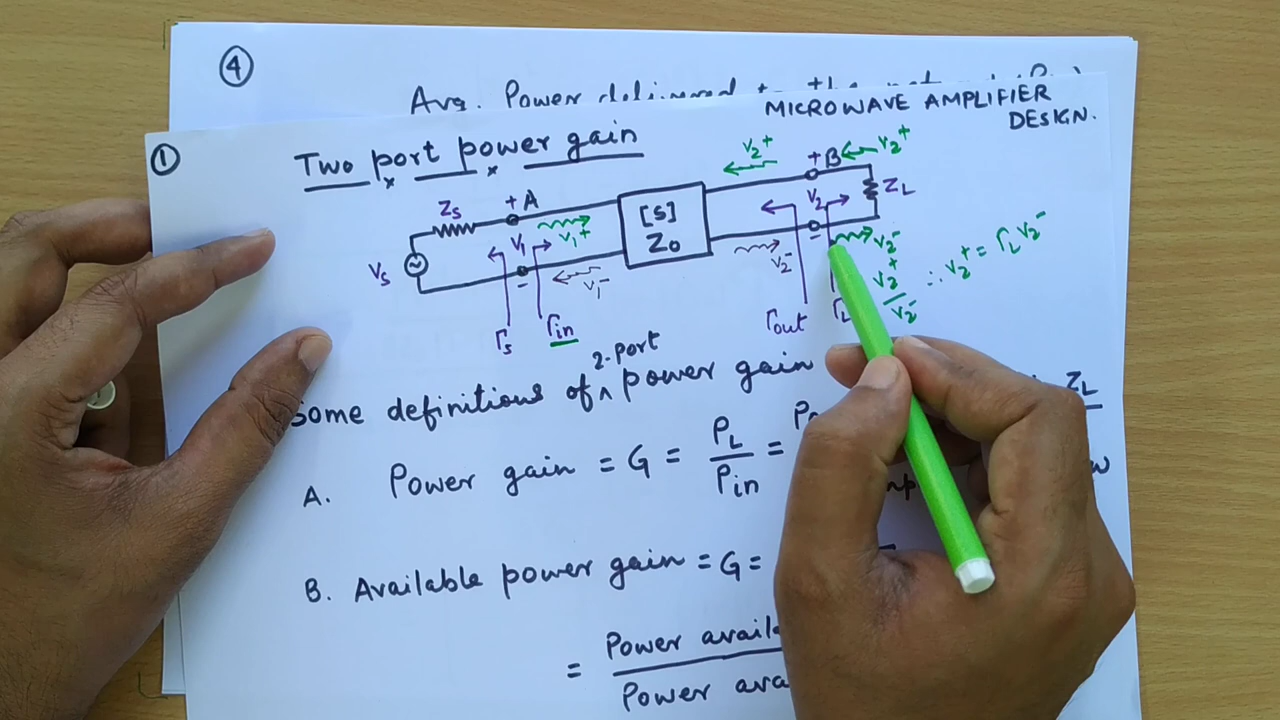 ④
Avg. Power delivered to the
①
MICROWAVE AMPLIFIER
DESIGN.
Two port power gain
V₂⁺
+ B
V₂⁺
Zs
+ A
[S]
Z₀
V₂
ZL
Vs
V₁
V₁⁺
V₁⁻
V₂⁻
V₂⁻
−
−
V₂⁺
V₂⁻
∴ V₂⁺ = ΓL V₂⁻
Γs
Γin
Γout
ΓL
Some definitions of ʌ 2-port power gain
A. Power gain = G = PL / Pin =
ZL
B. Available power gain = G =
= Power
Power